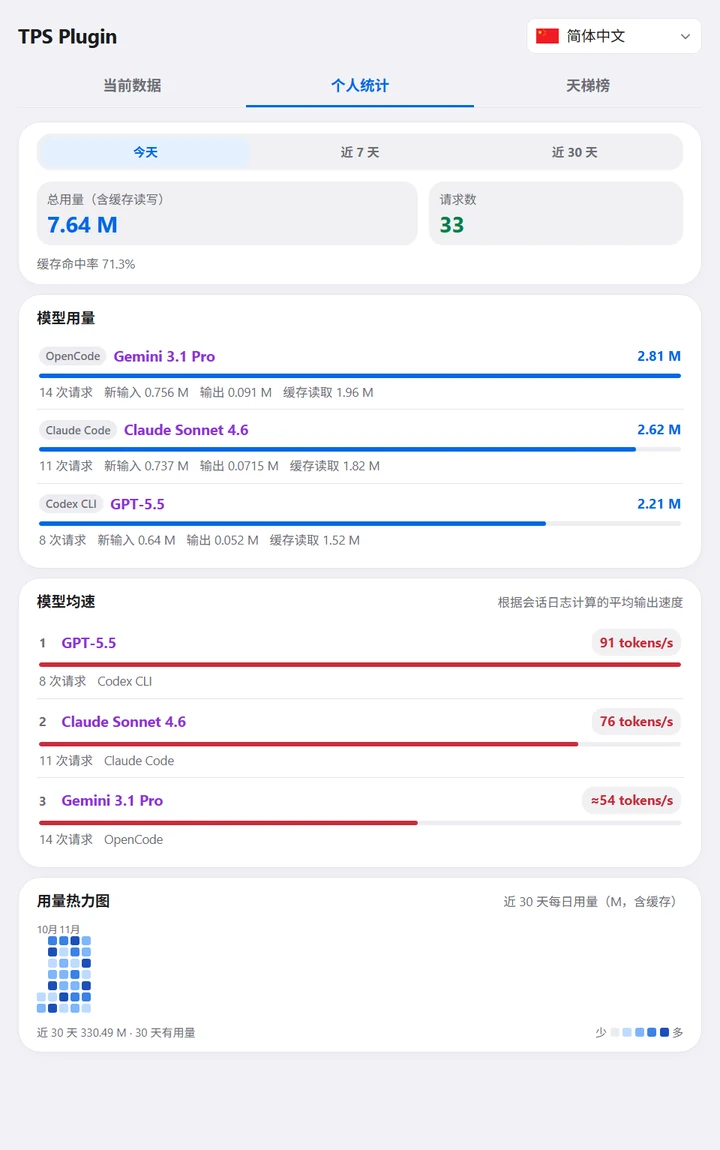 TPS Plugin
简体中文
当前数据 个人统计 天梯榜
今天 近 7 天 近 30 天
总用量（含缓存读写） 请求数
7.64 M 33
缓存命中率 71.3%
模型用量
OpenCode Gemini 3.1 Pro 2.81 M
14 次请求 新输入 0.756 M 输出 0.091 M 缓存读取 1.96 M
Claude Code Claude Sonnet 4.6 2.62 M
11 次请求 新输入 0.737 M 输出 0.0715 M 缓存读取 1.82 M
Codex CLI GPT-5.5 2.21 M
8 次请求 新输入 0.64 M 输出 0.052 M 缓存读取 1.52 M
模型均速 根据会话日志计算的平均输出速度
1 GPT-5.5 91 tokens/s
8 次请求 Codex CLI
2 Claude Sonnet 4.6 76 tokens/s
11 次请求 Claude Code
3 Gemini 3.1 Pro ≈54 tokens/s
14 次请求 OpenCode
用量热力图 近 30 天每日用量（M，含缓存）
10月 11月
近 30 天 330.49 M · 30 天有用量 少 多